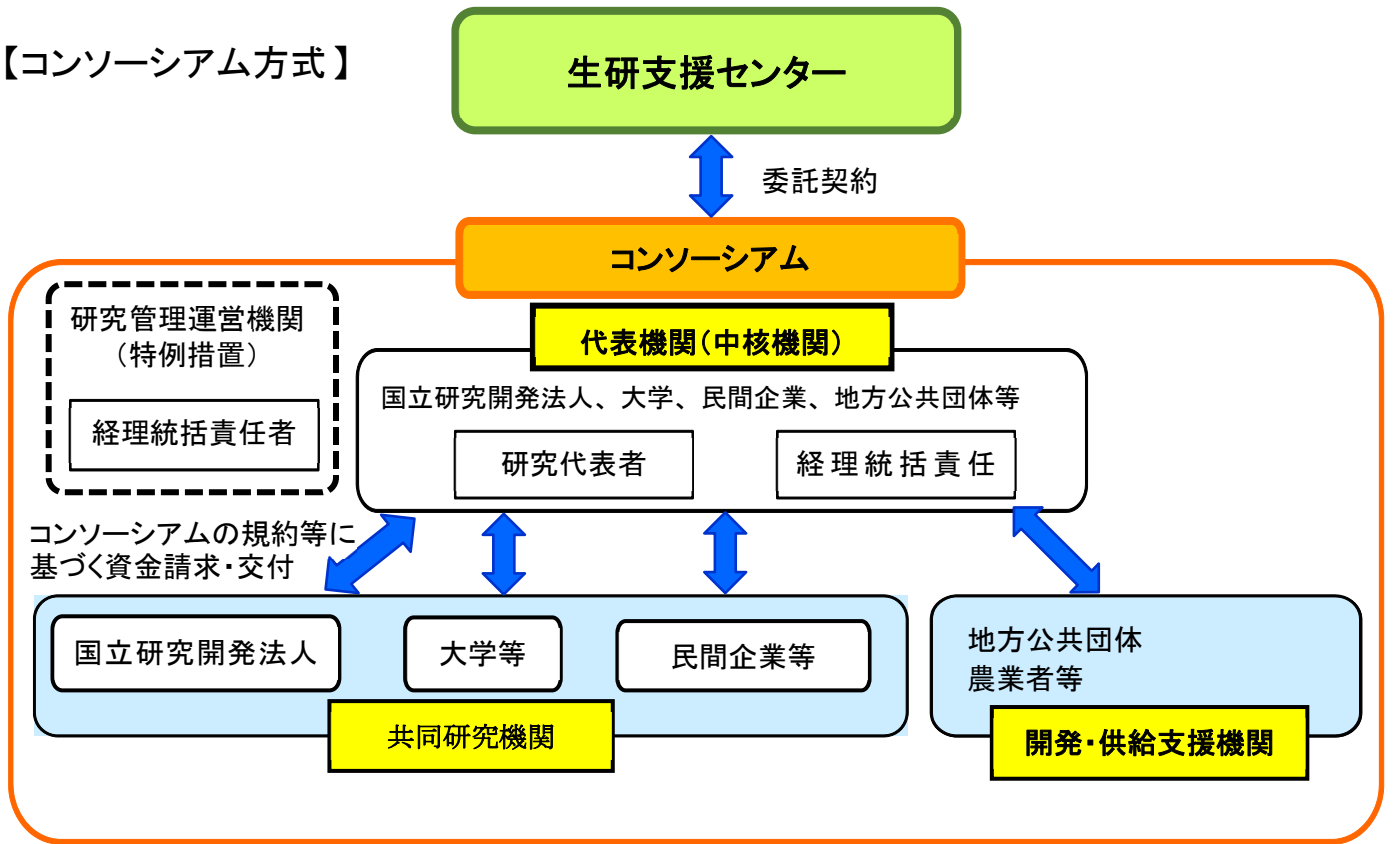 【コンソーシアム方式】
生研支援センター
委託契約
コンソーシアム
研究管理運営機関
（特例措置）
経理統括責任者
代表機関（中核機関）
国立研究開発法人、大学、民間企業、地方公共団体等
研究代表者
経理統括責任
コンソーシアムの規約等に
基づく資金請求・交付
国立研究開発法人
大学等
民間企業等
共同研究機関
地方公共団体
農業者等
開発・供給支援機関